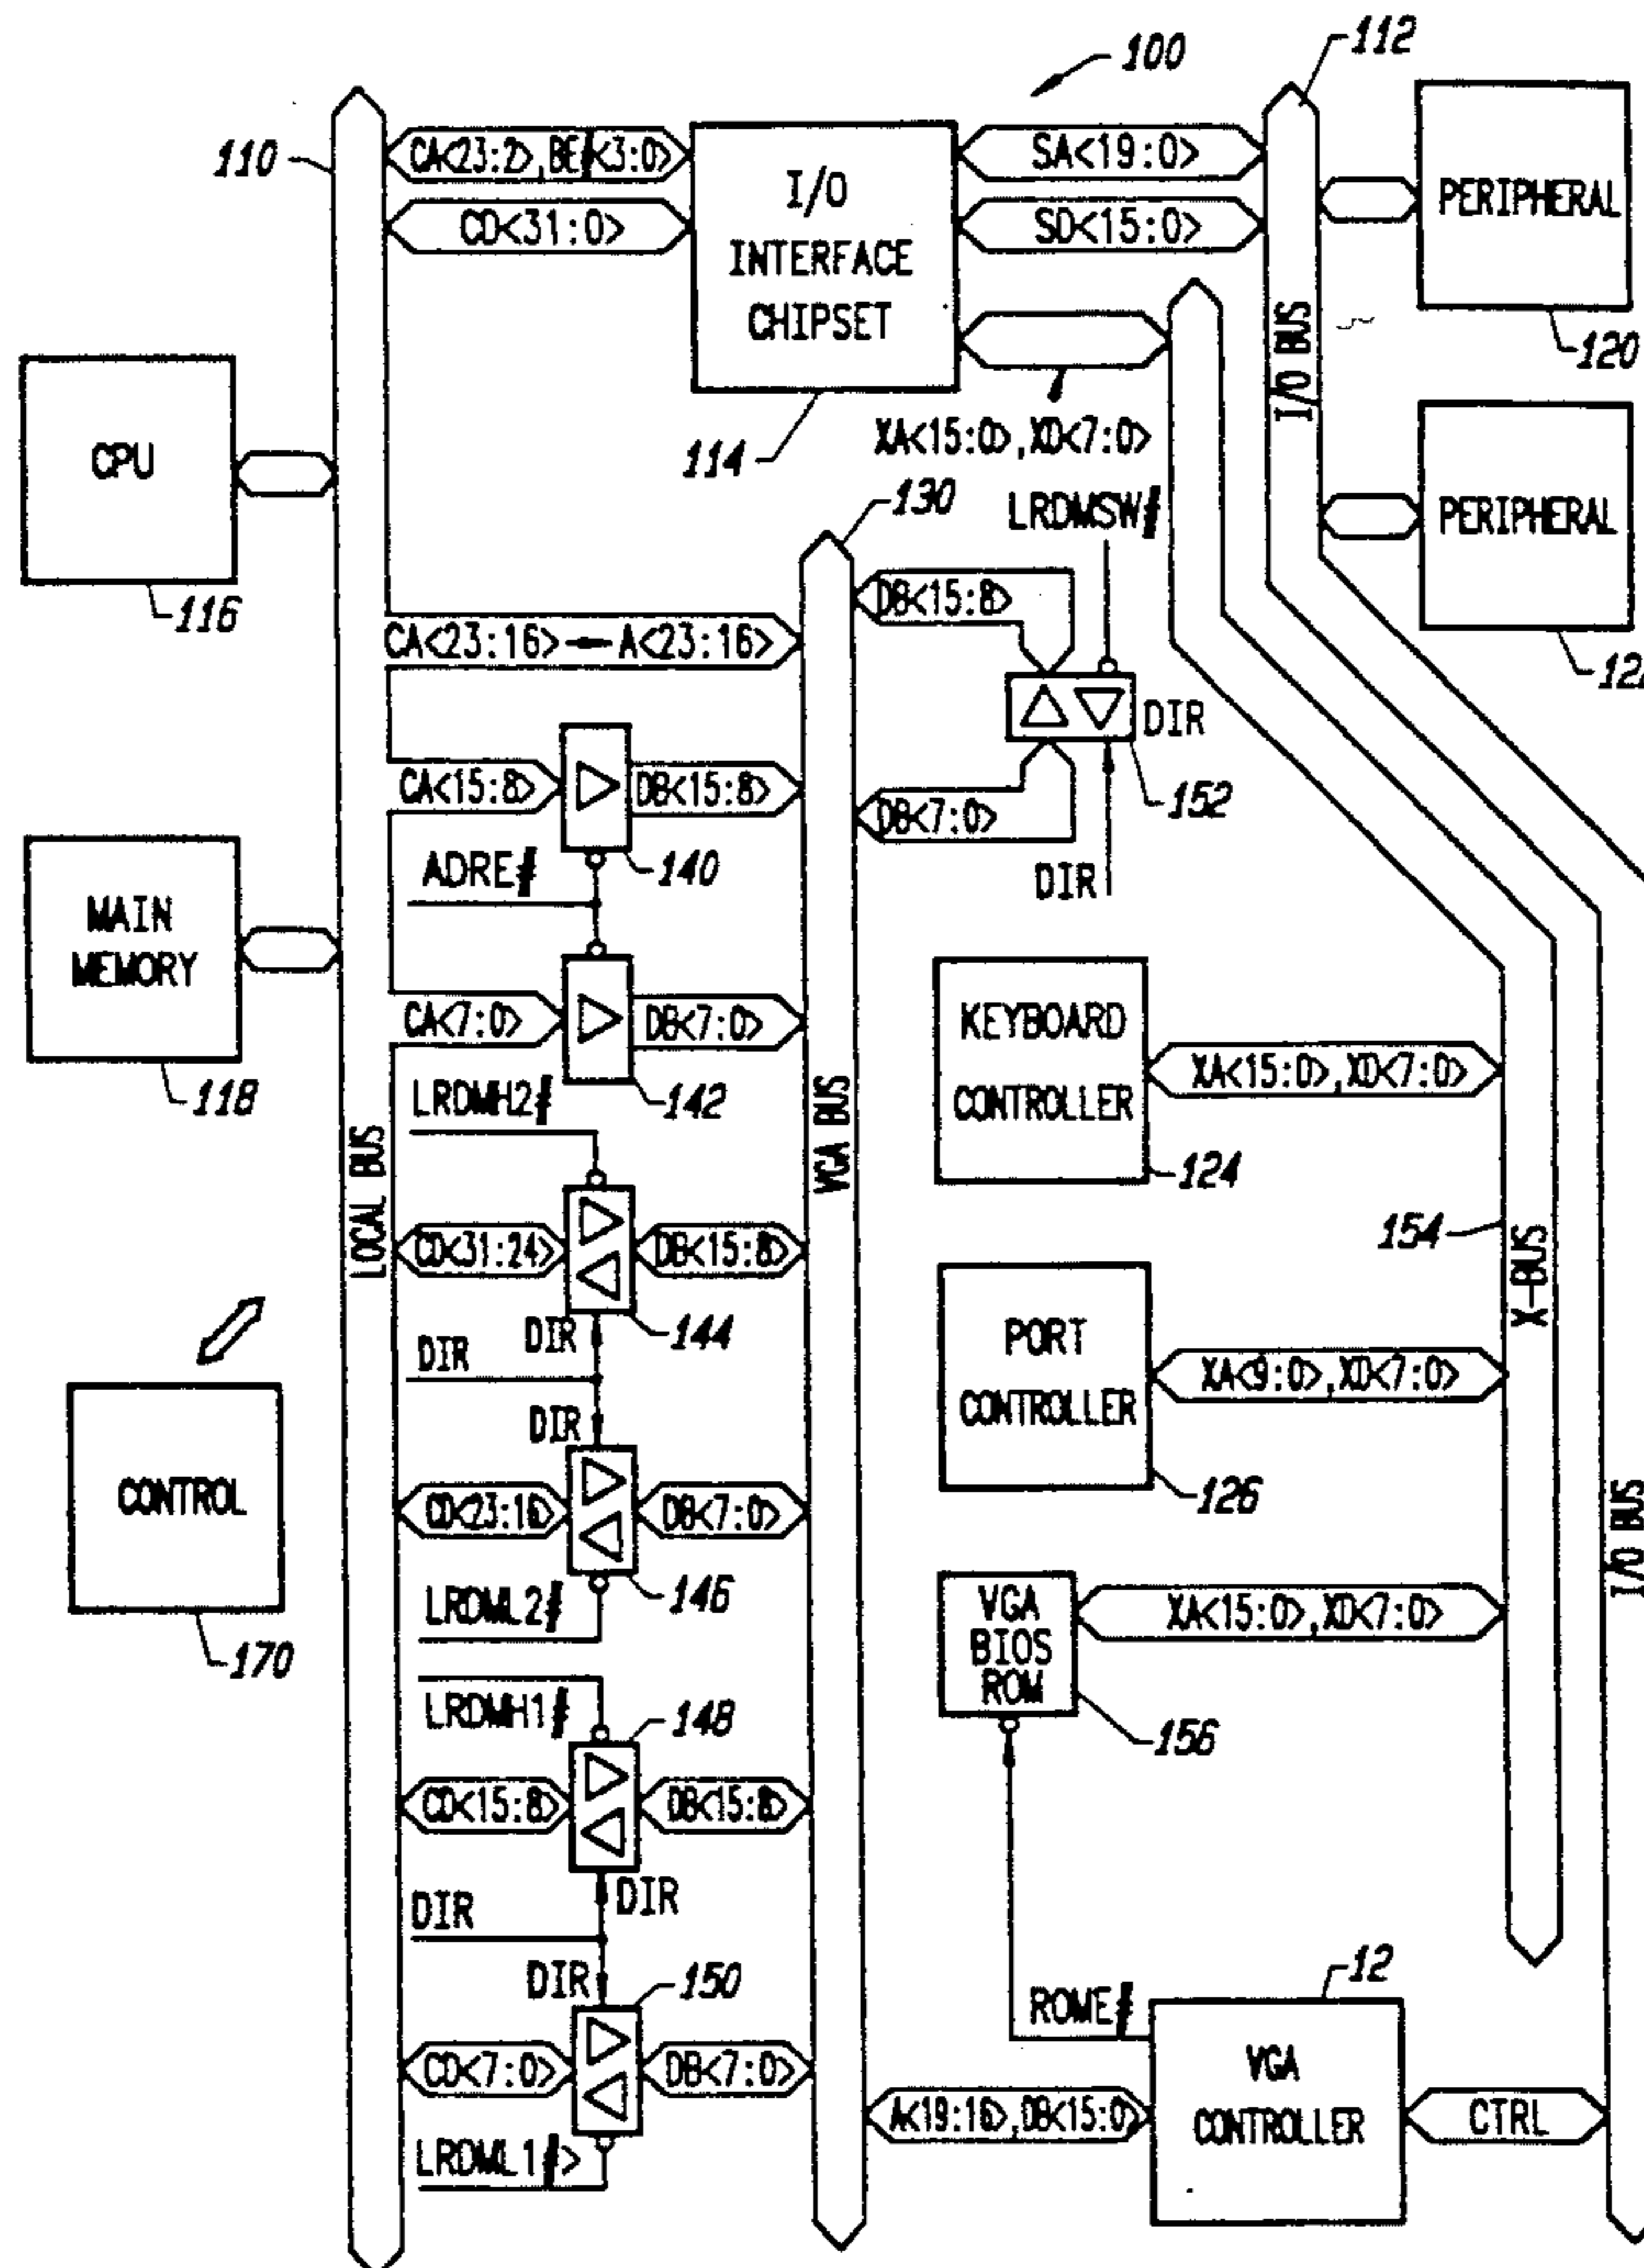 100
112
110
CA<23:2>,BE#<3:0>
CD<31:0>
I/O
INTERFACE
CHIPSET
114
SA<19:0>
SD<15:0>
XA<15:0>,XD<7:0>
I/O BUS
PERIPHERAL
120
PERIPHERAL
122
CPU
116
130
LRDMSW#
DB<15:8>
DIR
152
DB<7:0>
DIR
CA<23:16>
A<23:16>
CA<15:8>
DB<15:8>
140
ADRE#
MAIN
MEMORY
118
CA<7:0>
DB<7:0>
142
LRDMH2#
LOCAL BUS
VGA BUS
KEYBOARD
CONTROLLER
124
XA<15:0>,XD<7:0>
154
X-BUS
CD<31:24>
DB<15:8>
144
DIR
DIR
DIR
PORT
CONTROLLER
126
XA<9:0>,XD<7:0>
CONTROL
170
CD<23:16>
DB<7:0>
146
LRDML2#
I/O BUS
VGA
BIOS
ROM
156
XA<15:0>,XD<7:0>
LRDMH1#
148
CD<15:8>
DB<15:8>
DIR
DIR
DIR
150
CD<7:0>
DB<7:0>
LRDML1#>
ROME#
12
VGA
CONTROLLER
A<19:16>,DB<15:0>
CTRL